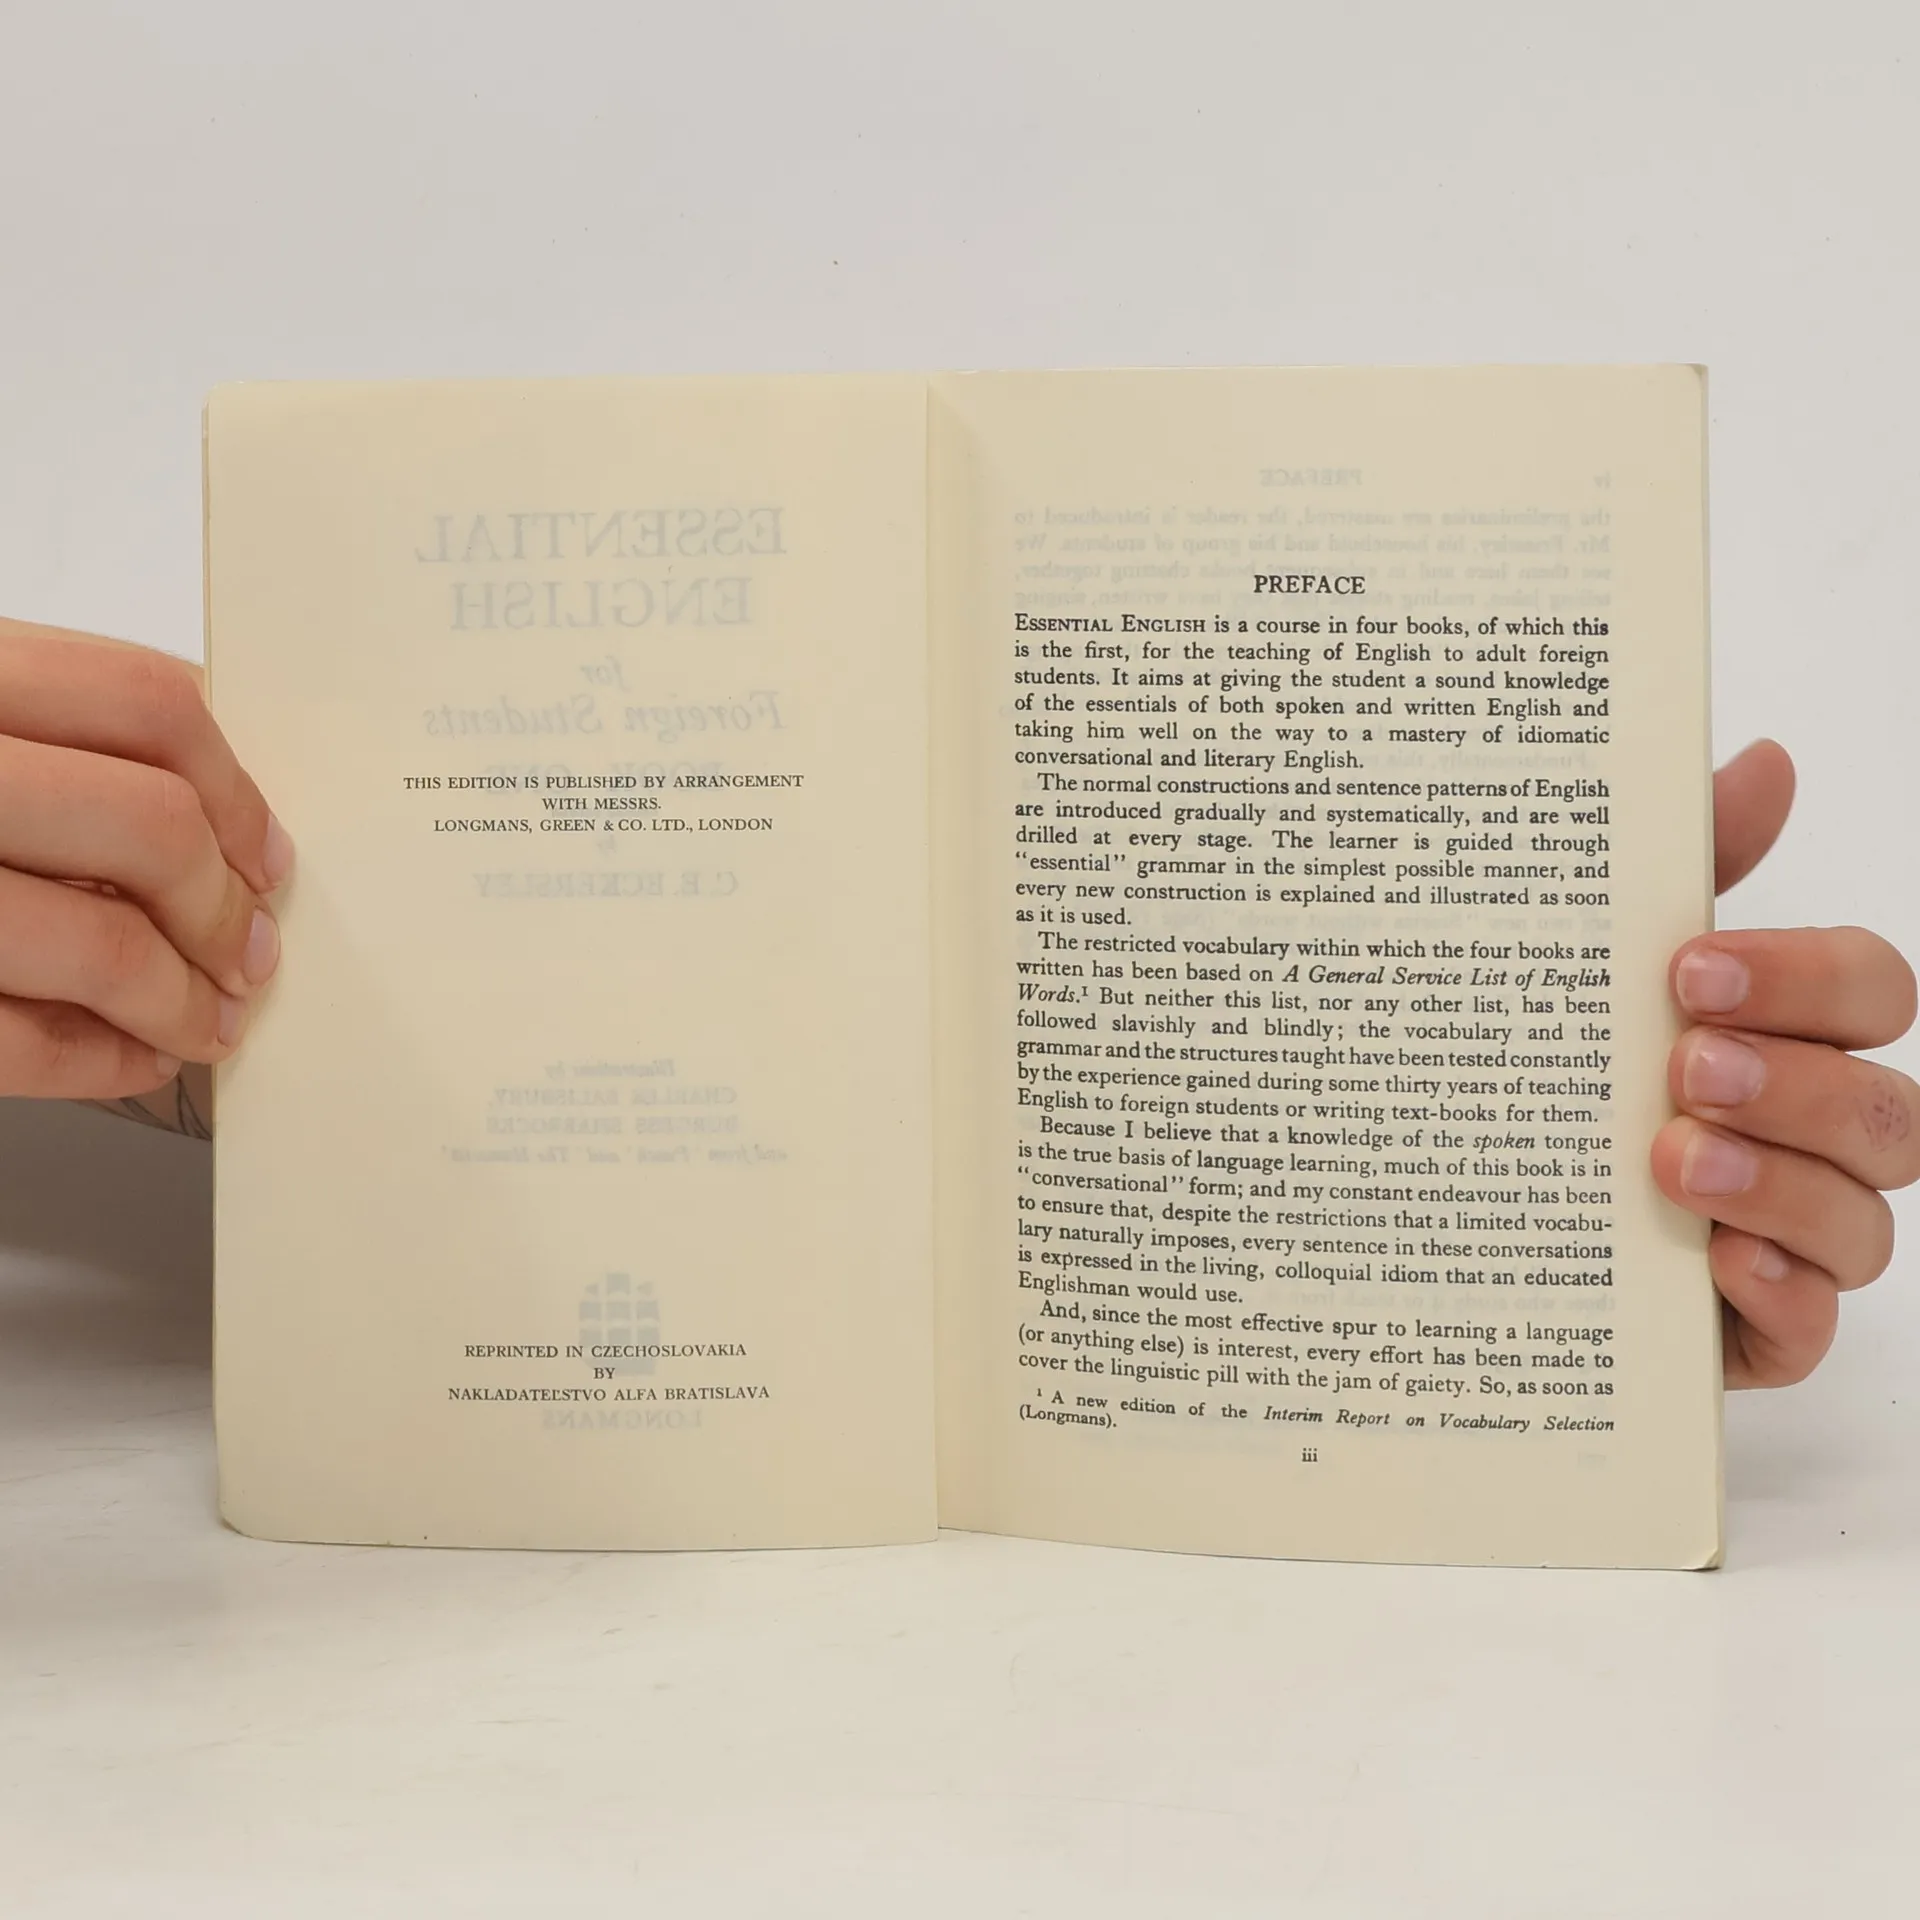 THIS EDITION IS PUBLISHED BY ARRANGEMENT
WITH MESSRS.
LONGMANS, GREEN & CO. LTD., LONDON
REPRINTED IN CZECHOSLOVAKIA
BY
NAKLADATEĽSTVO ALFA BRATISLAVA
PREFACE
ESSENTIAL ENGLISH is a course in four books, of which this
is the first, for the teaching of English to adult foreign
students. It aims at giving the student a sound knowledge
of the essentials of both spoken and written English and
taking him well on the way to a mastery of idiomatic
conversational and literary English.
The normal constructions and sentence patterns of English
are introduced gradually and systematically, and are well
drilled at every stage. The learner is guided through
“essential” grammar in the simplest possible manner, and
every new construction is explained and illustrated as soon
as it is used.
The restricted vocabulary within which the four books are
written has been based on A General Service List of English
Words.¹ But neither this list, nor any other list, has been
followed slavishly and blindly; the vocabulary and the
grammar and the structures taught have been tested constantly
by the experience gained during some thirty years of teaching
English to foreign students or writing text-books for them.
Because I believe that a knowledge of the spoken tongue
is the true basis of language learning, much of this book is in
“conversational” form; and my constant endeavour has been
to ensure that, despite the restrictions that a limited vocabu-
lary naturally imposes, every sentence in these conversations
is expressed in the living, colloquial idiom that an educated
Englishman would use.
And, since the most effective spur to learning a language
(or anything else) is interest, every effort has been made to
cover the linguistic pill with the jam of gaiety. So, as soon as
¹ A new edition of the Interim Report on Vocabulary Selection
(Longmans).
iii